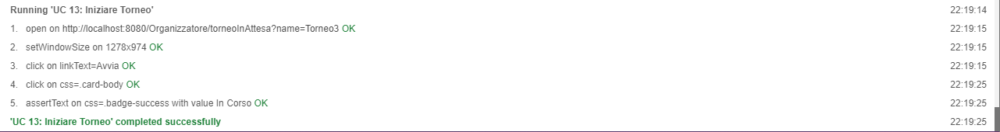 Running 'UC 13: Iniziare Torneo' 22:19:14
1. open on http://localhost:8080/Organizzatore/torneoInAttesa?name=Torneo3 OK 22:19:15
2. setWindowSize on 1278x974 OK 22:19:15
3. click on linkText=Avvia OK 22:19:15
4. click on css=.card-body OK 22:19:25
5. assertText on css=.badge-success with value In Corso OK 22:19:25
'UC 13: Iniziare Torneo' completed successfully 22:19:25